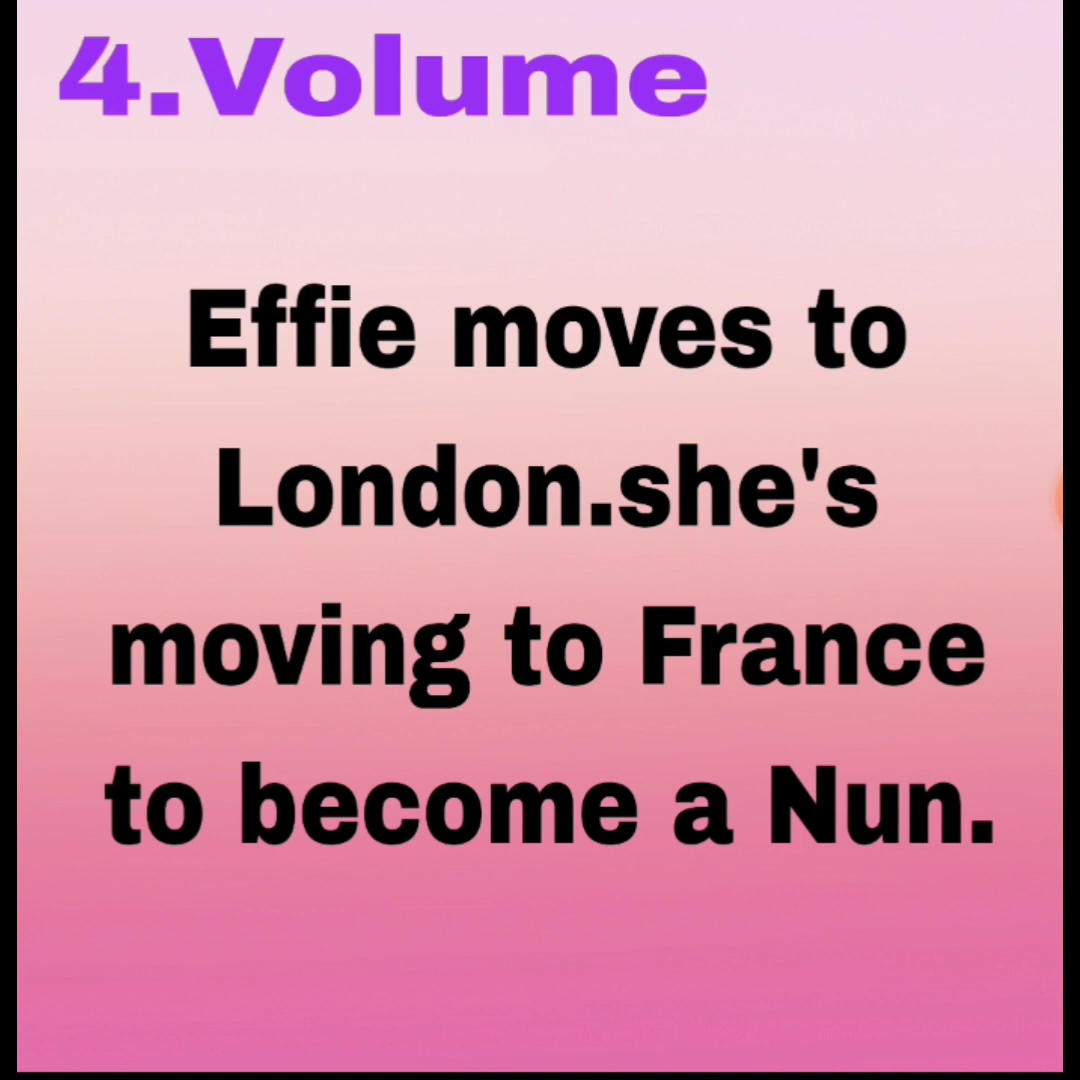 4.Volume
Effie moves to
London.she's
moving to France
to become a Nun.